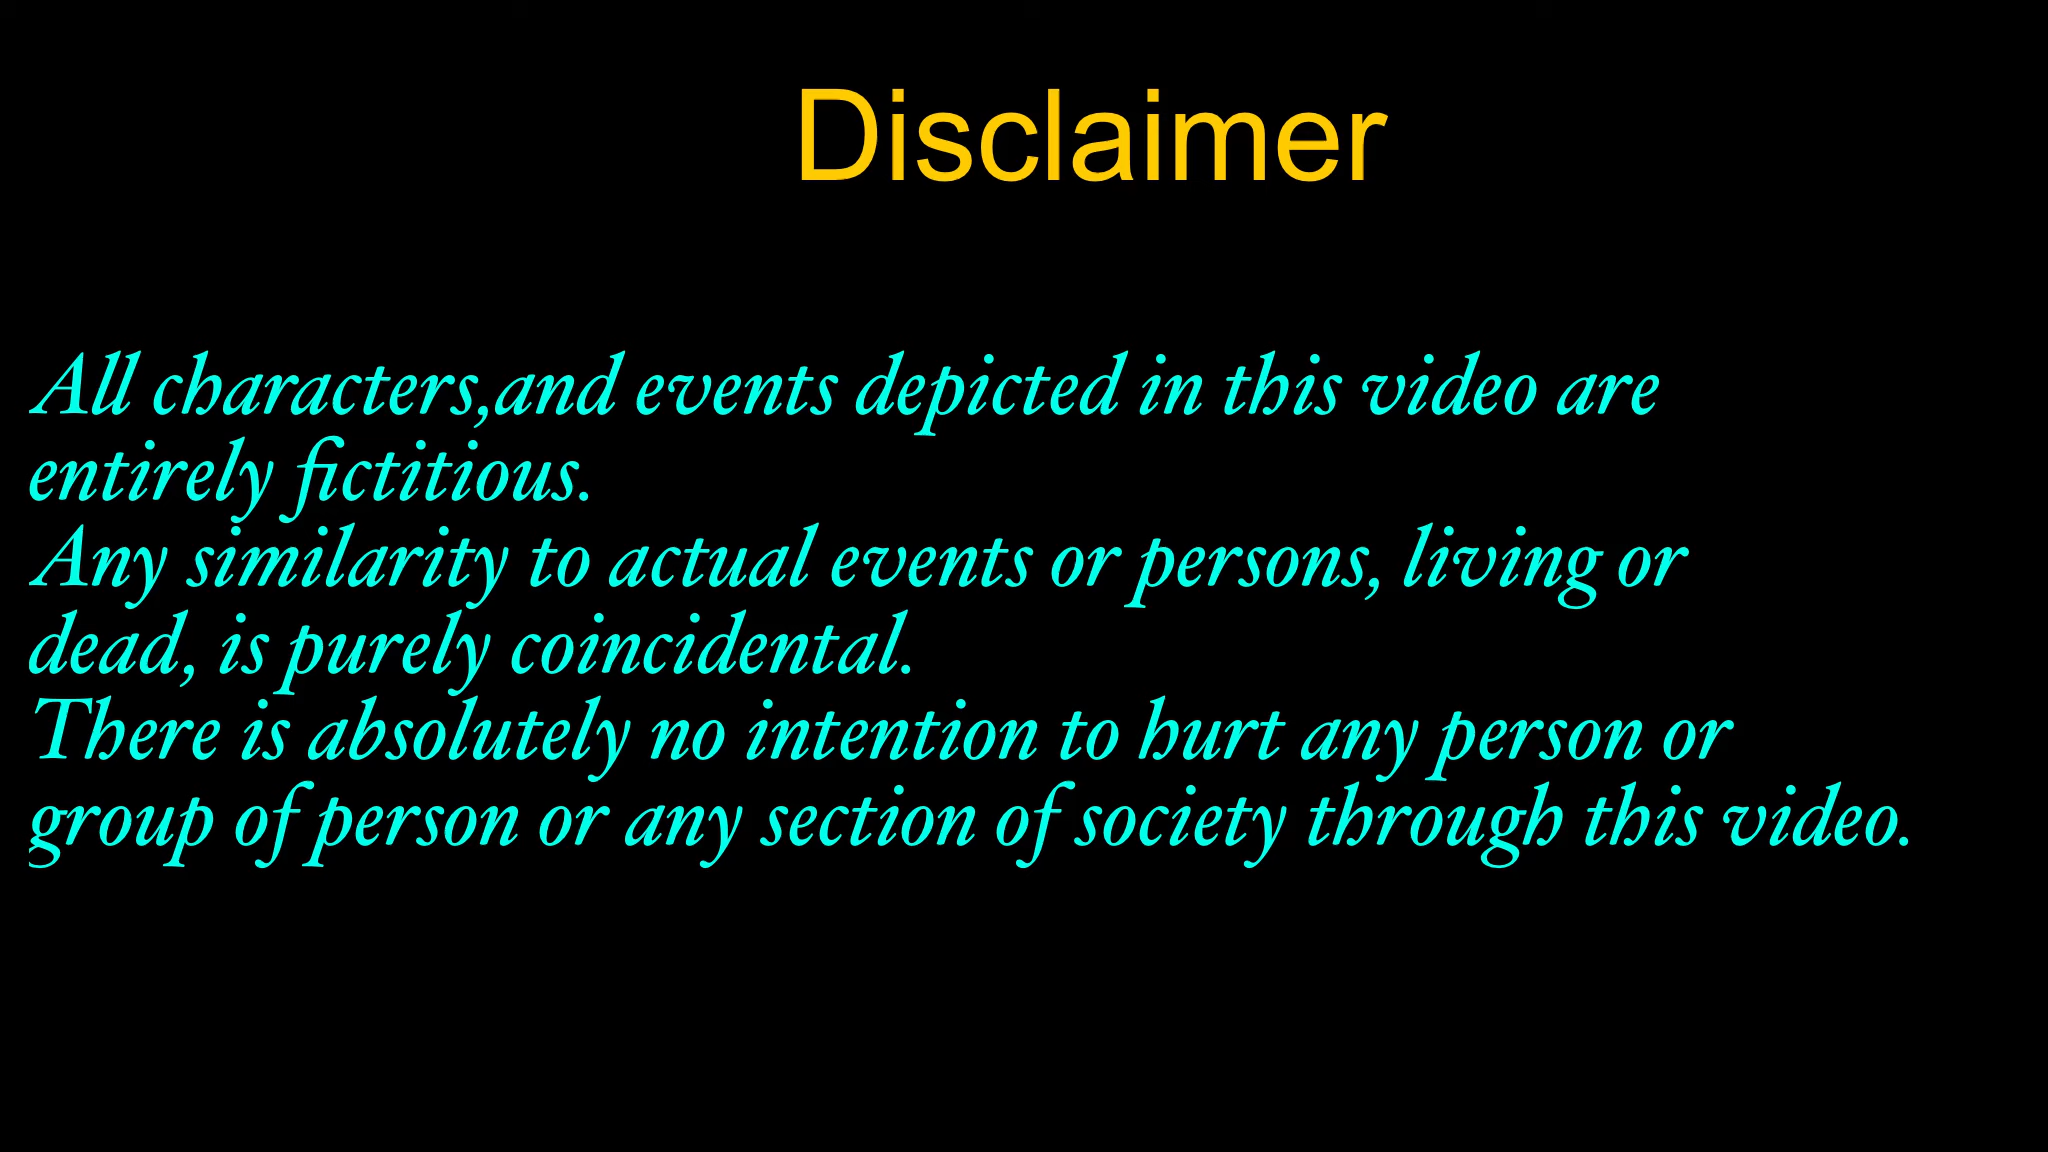 Disclaimer
All characters,and events depicted in this video are
entirely fictitious.
Any similarity to actual events or persons, living or
dead, is purely coincidental.
There is absolutely no intention to hurt any person or
group of person or any section of society through this video.